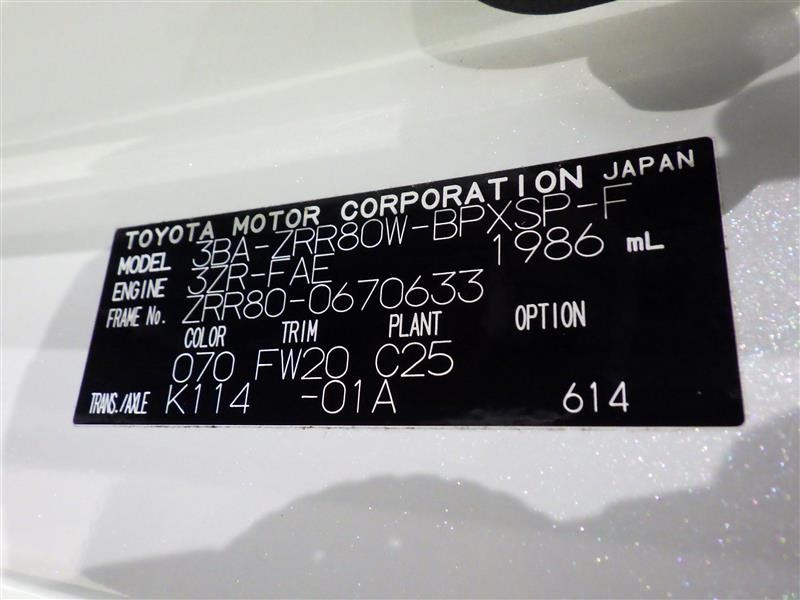 TOYOTA MOTOR CORPORATION JAPAN
MODEL 3BA-ZRR80W-BPXSP-F
ENGINE 3ZR-FAE 1986 mL
FRAME No. ZRR80-0670633
COLOR TRIM PLANT OPTION
070 FW20 C25
TRANS./AXLE K114 -01A 614